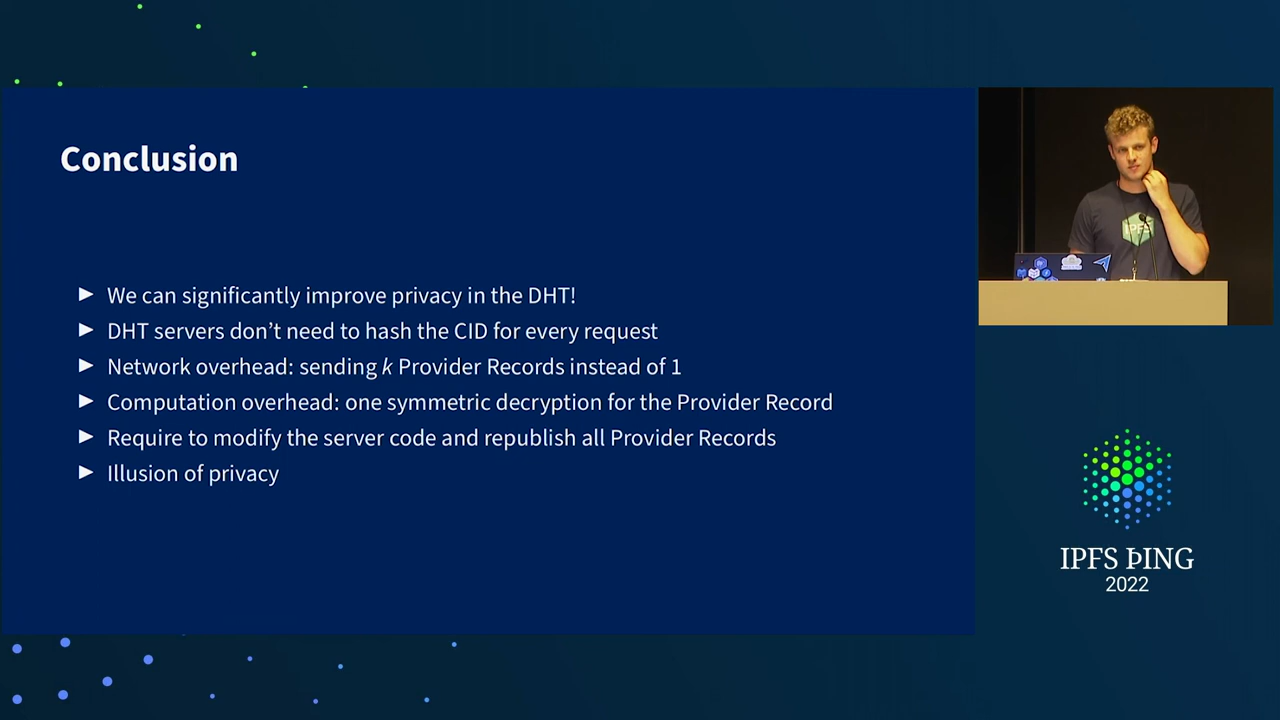 Conclusion
► We can significantly improve privacy in the DHT!
► DHT servers don’t need to hash the CID for every request
► Network overhead: sending k Provider Records instead of 1
► Computation overhead: one symmetric decryption for the Provider Record
► Require to modify the server code and republish all Provider Records
► Illusion of privacy
IPFS
IPFS ÞING
2022